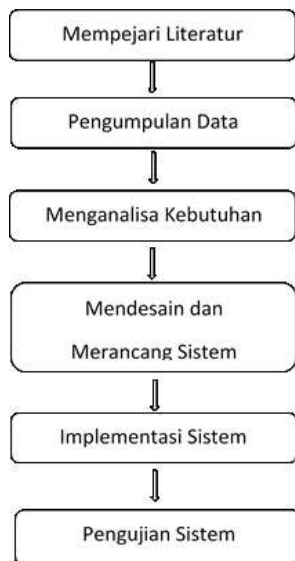 Mempejari Literatur
Pengumpulan Data
Menganalisa Kebutuhan
Mendesain dan
Merancang Sistem
Implementasi Sistem
Pengujian Sistem